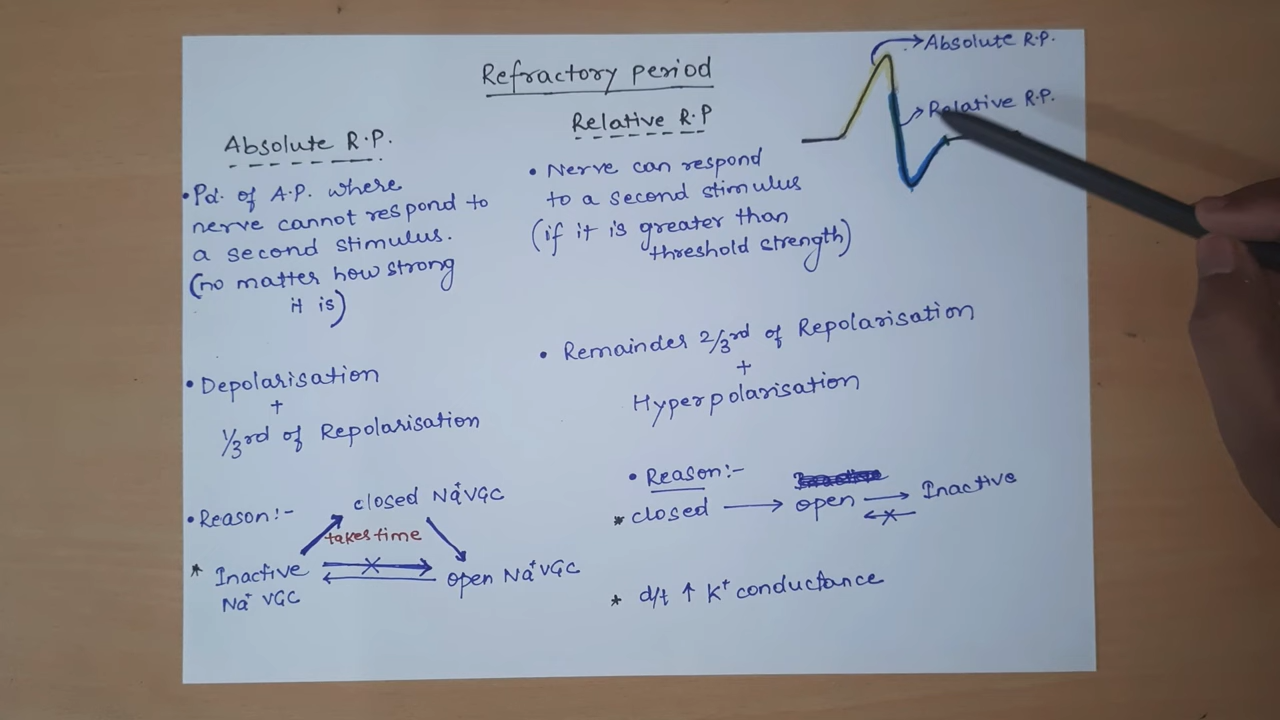 Refractory period
Absolute R.P.
Relative R.P.
Absolute R.P.
• Pd. of A.P. where
nerve cannot respond to
a second stimulus.
(no matter how strong
it is)
• Depolarisation
+
1/3rd of Repolarisation
• Reason:-
closed Na⁺VGC
takes time
* Inactive
Na⁺ VGC
open Na⁺VGC
Relative R.P
• Nerve can respond
to a second stimulus
(if it is greater than
threshold strength)
• Remainder 2/3rd of Repolarisation
+
Hyperpolarisation
• Reason:-
* closed → open → Inactive
* d/t ↑ K⁺ conductance